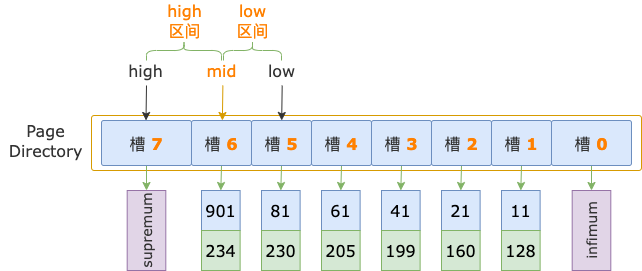 high
区间
low
区间
high
mid
low
Page
Directory
槽 7
槽 6
槽 5
槽 4
槽 3
槽 2
槽 1
槽 0
supremum
901
81
61
41
21
11
infimum
234
230
205
199
160
128